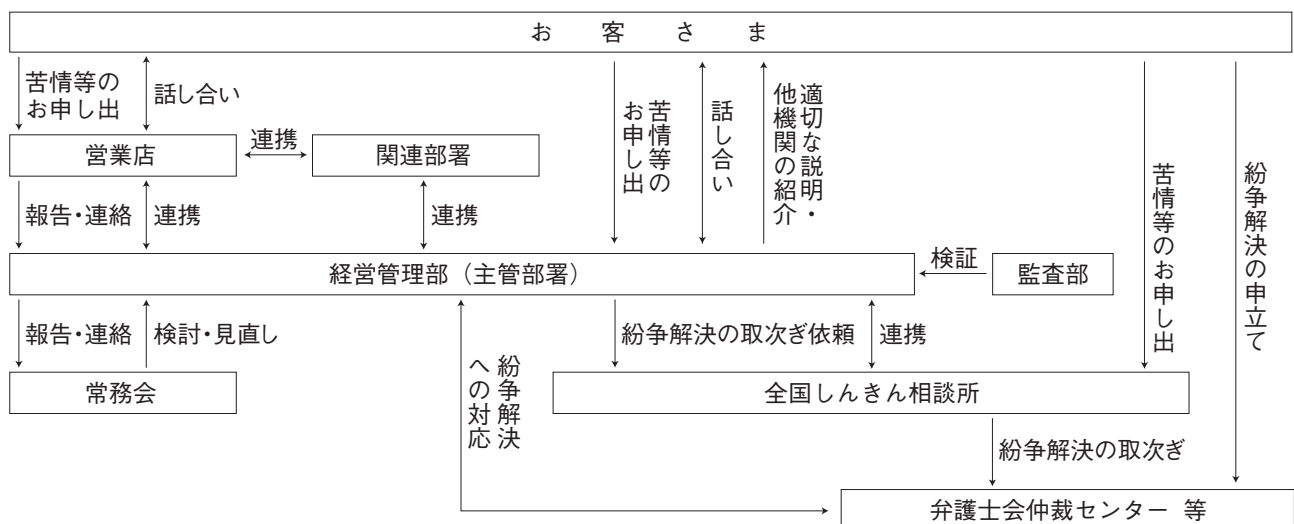 お客さま
苦情等の
お申し出
話し合い
苦情等の
お申し出
話し合い
適切な説明・
他機関の紹介
苦情等のお申し出
紛争解決の申立て
営業店
連携
関連部署
報告・連絡
連携
連携
経営管理部（主管部署）
検証
監査部
報告・連絡
検討・見直し
紛争解決
への対応
紛争解決の取次ぎ依頼
連携
常務会
全国しんきん相談所
紛争解決の取次ぎ
弁護士会仲裁センター 等